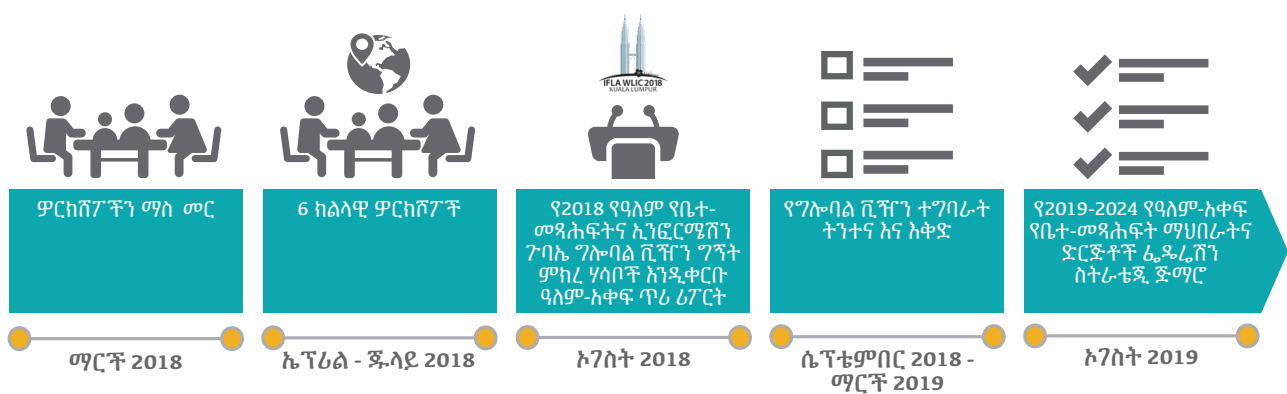 IFLA WLIC 2018
KUALA LUMPUR
ዎርክሾፖችን ማስ መር
6 ክልላዊ ዎርክሾፖች
የ2018 የዓለም የቤተ-
መጻሕፍትና ኢንፎርሜሽን
ጉባኤ ግሎባል ቪዥን ግኝት
ምክረ ሃሳቦች እንዲቀርቡ
ዓለም-አቀፍ ጥሪ ሪፖርት
የግሎባል ቪዥን ተግባራት
ትንተና እና እቅድ
የ2019-2024 የዓለም-አቀፍ
የቤተ-መጻሕፍት ማህበራትና
ድርጅቶች ፌዴሬሽን
ስትራቴጂ ጅማሮ
ማርች 2018
ኤፕሪል - ጁላይ 2018
ኦገስት 2018
ሴፕቴምበር 2018 -
ማርች 2019
ኦገስት 2019